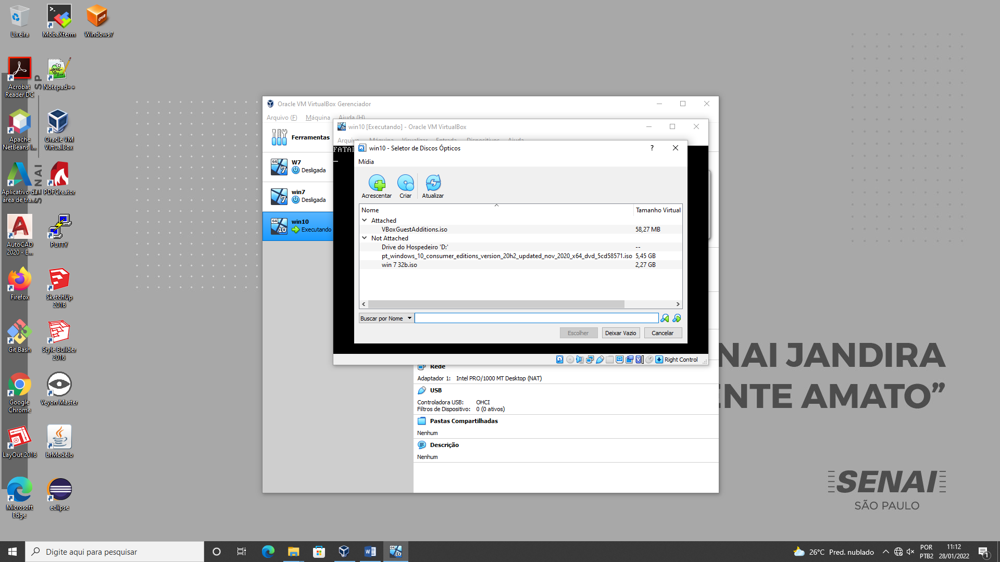 Lixeira
MobaXterm
Windows7
Acrobat
Reader DC
Notepad++
Apache
NetBeans I...
Oracle VM
VirtualBox
Aplicativo da
área de tra...
PDFCreator
AutoCAD
2020 - E...
PuTTY
Firefox
SketchUp
2016
Git Bash
Style Builder
2016
Google
Chrome
Veyon Master
LayOut 2016
brModelo
Microsoft
Edge
eclipse
SENAI SP
Oracle VM VirtualBox Gerenciador
Arquivo (F) Máquina Ajuda (H)
Ferramentas
W7
Desligada
win7
Desligada
win10
Executando
win10 [Executando] - Oracle VM VirtualBox
Arquivo Máquina Visualizar Entrada Dispositivos Ajuda
FATAL
win10 - Seletor de Discos Ópticos
Mídia
Acrescentar Criar Atualizar
Nome Tamanho Virtual
Attached
VBoxGuestAdditions.iso 58,27 MB
Not Attached
Drive do Hospedeiro 'D:' --
pt_windows_10_consumer_editions_version_20h2_updated_nov_2020_x64_dvd_5cd58571.iso 5,45 GB
win 7 32b.iso 2,27 GB
Buscar por Nome
Escolher Deixar Vazio Cancelar
Right Control
Rede
Adaptador 1: Intel PRO/1000 MT Desktop (NAT)
USB
Controladora USB: OHCI
Filtros de Dispositivo: 0 (0 ativos)
Pastas Compartilhadas
Nenhum
Descrição
Nenhum
NAI JANDIRA
ENTE AMATO”
SENAI
SÃO PAULO
Digite aqui para pesquisar
26°C Pred. nublado
POR
PTB2
11:12
28/01/2022
1